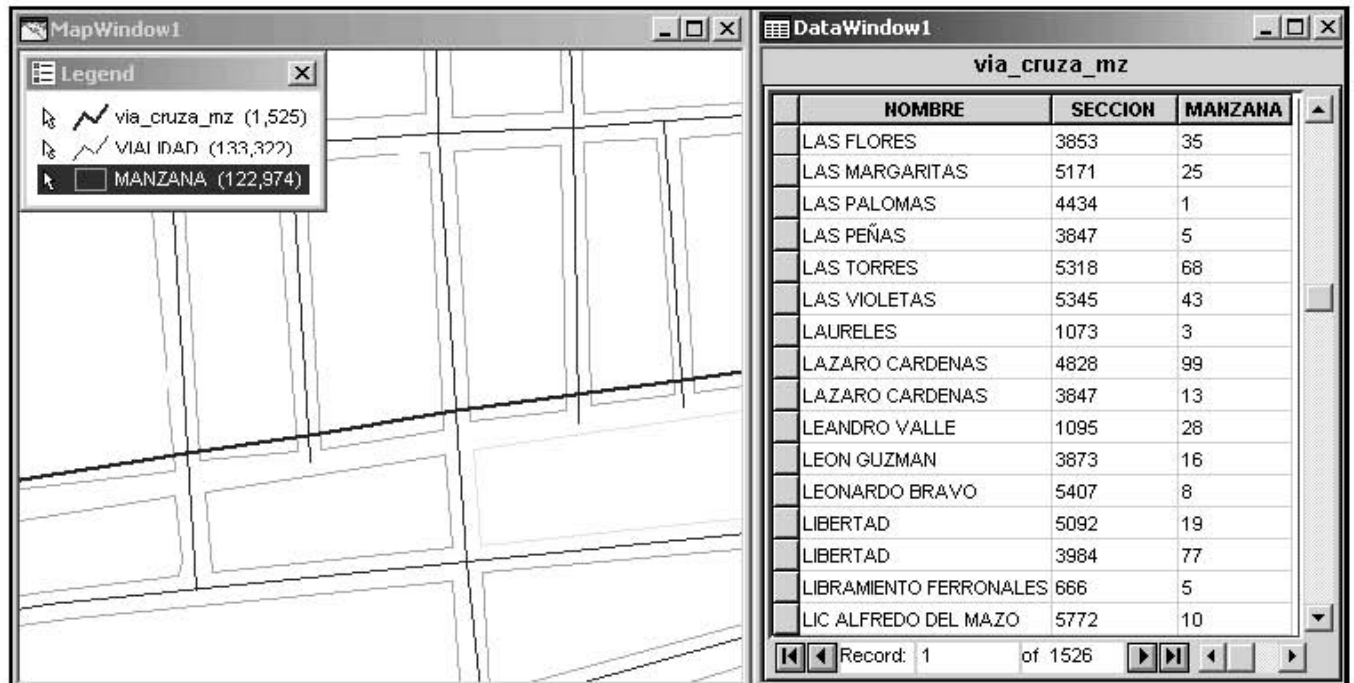 MapWindow1
Legend
via_cruza_mz (1,525)
VIALIDAD (133,322)
MANZANA (122,974)
DataWindow1
via_cruza_mz
NOMBRE SECCION MANZANA
LAS FLORES 3853 35
LAS MARGARITAS 5171 25
LAS PALOMAS 4434 1
LAS PEÑAS 3847 5
LAS TORRES 5318 68
LAS VIOLETAS 5345 43
LAURELES 1073 3
LAZARO CARDENAS 4828 99
LAZARO CARDENAS 3847 13
LEANDRO VALLE 1095 28
LEON GUZMAN 3873 16
LEONARDO BRAVO 5407 8
LIBERTAD 5092 19
LIBERTAD 3984 77
LIBRAMIENTO FERRONALES 666 5
LIC ALFREDO DEL MAZO 5772 10
Record: 1 of 1526